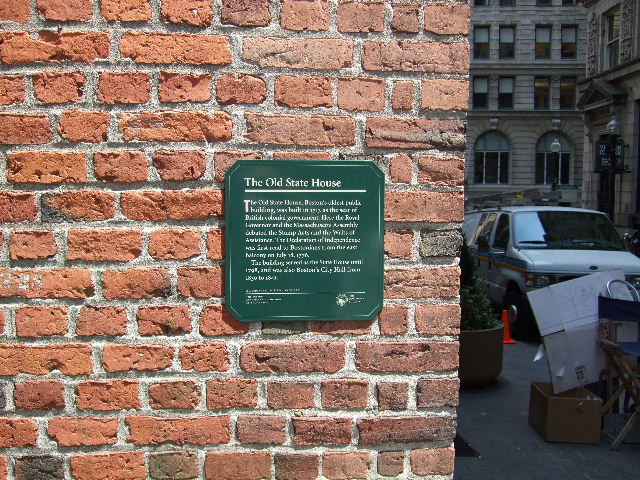 The Old State House
The Old State House, Boston's oldest public
building, was built in 1713 as the seat of
British colonial government. Here the Royal
Governor and the Massachusetts Assembly
debated the Stamp Acts and the Writs of
Assistance. The Declaration of Independence
was first read to Bostonians from the east
balcony on July 18, 1776.
The building served as the State House until
1798, and was also Boston's City Hall from
1830 to 1841.